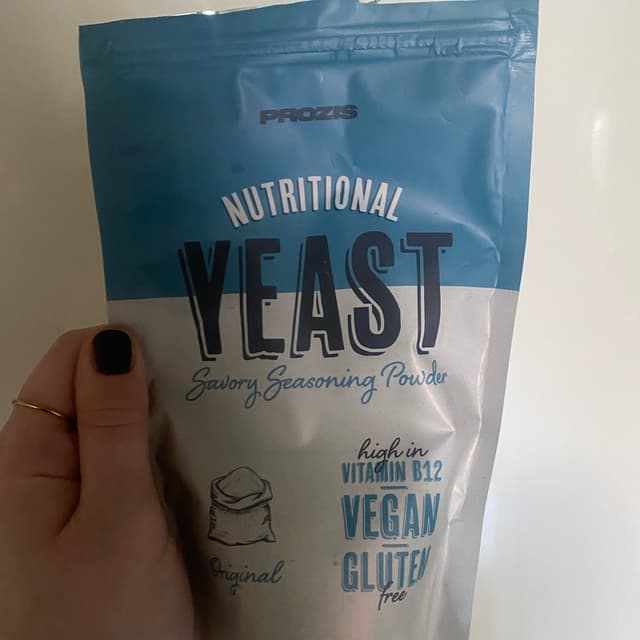 PROZIS
NUTRITIONAL
YEAST
Savory Seasoning Powder
high in
VITAMIN B12
VEGAN
GLUTEN
free
Original